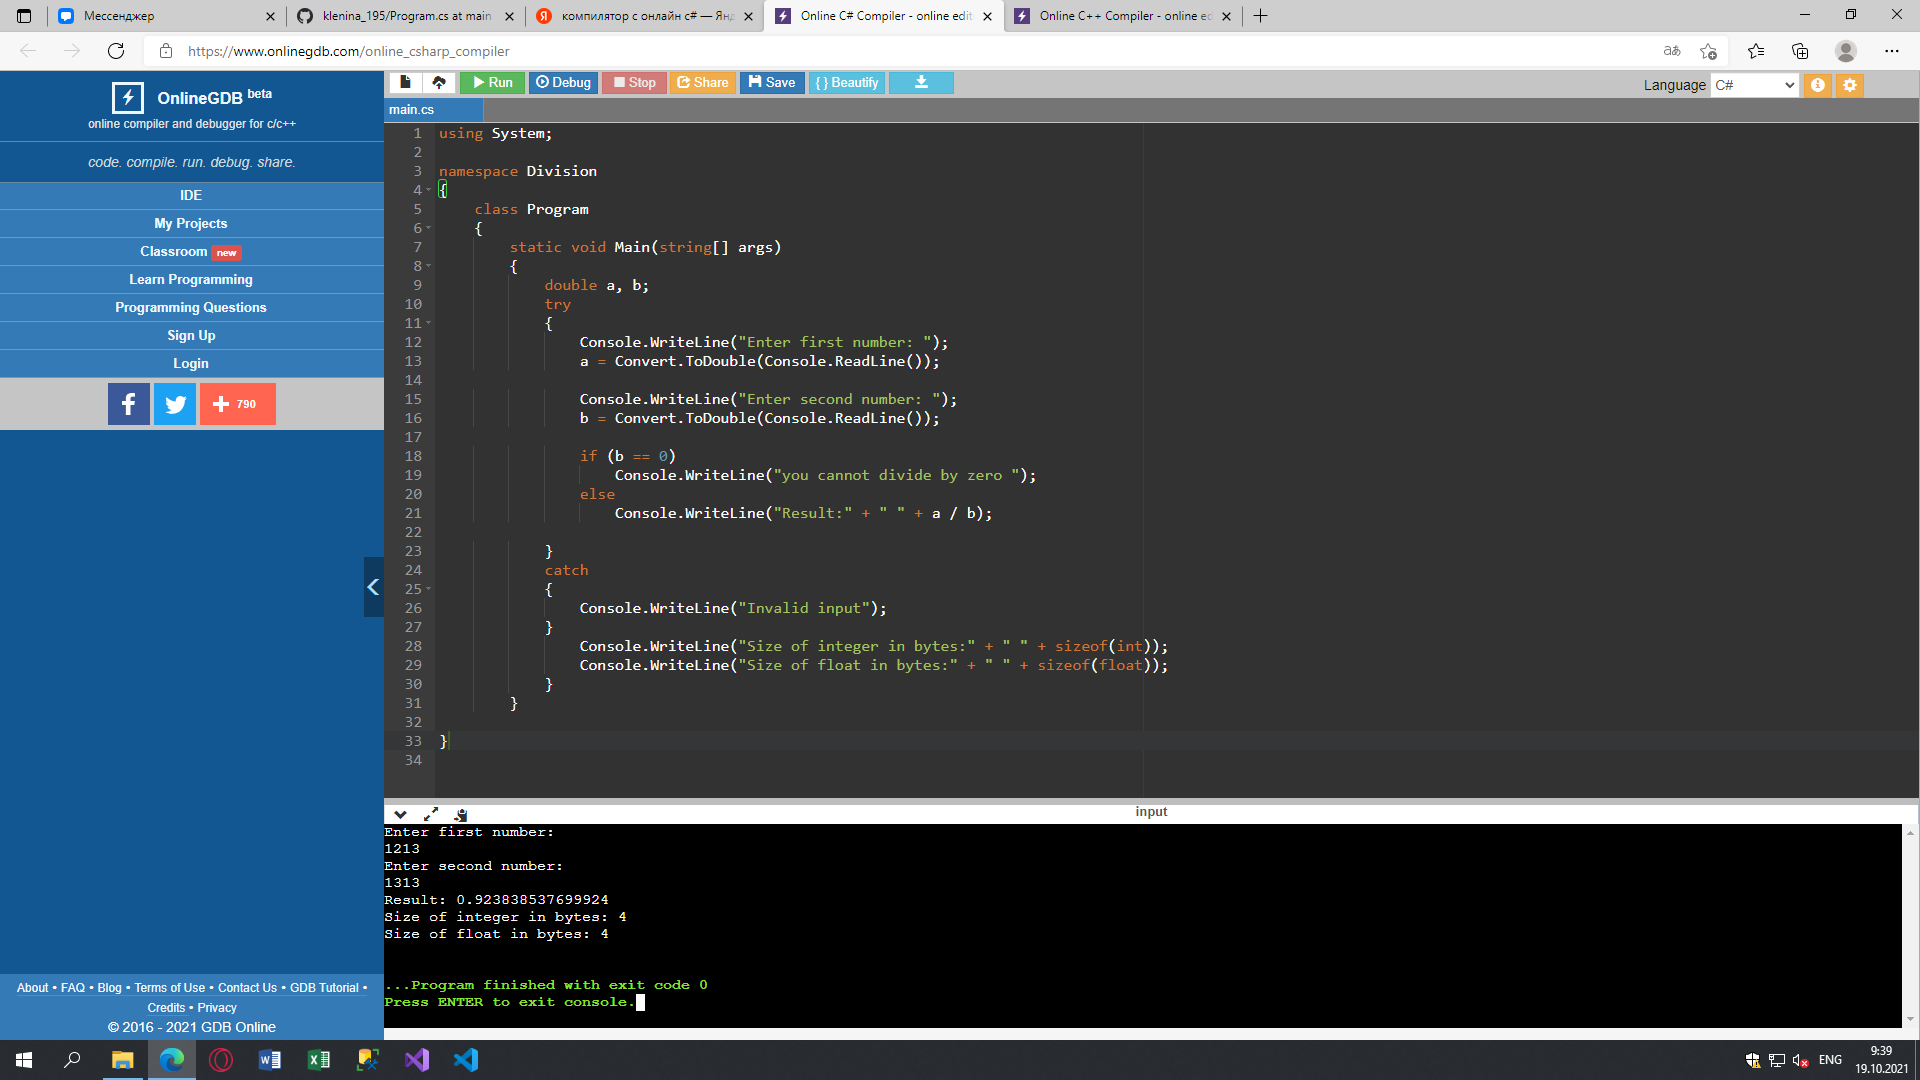 Мессенджер
klenina_195/Program.cs at main
компилятор с онлайн c# — Янд
Online C# Compiler - online edit
Online C++ Compiler - online ed
https://www.onlinegdb.com/online_csharp_compiler
OnlineGDB beta
online compiler and debugger for c/c++
code. compile. run. debug. share.
IDE
My Projects
Classroom new
Learn Programming
Programming Questions
Sign Up
Login
790
About • FAQ • Blog • Terms of Use • Contact Us • GDB Tutorial •
Credits • Privacy
© 2016 - 2021 GDB Online
Run Debug Stop Share Save { } Beautify
Language C#
main.cs
1 using System;
2
3 namespace Division
4 {
5 class Program
6 {
7 static void Main(string[] args)
8 {
9 double a, b;
10 try
11 {
12 Console.WriteLine("Enter first number: ");
13 a = Convert.ToDouble(Console.ReadLine());
14
15 Console.WriteLine("Enter second number: ");
16 b = Convert.ToDouble(Console.ReadLine());
17
18 if (b == 0)
19 Console.WriteLine("you cannot divide by zero ");
20 else
21 Console.WriteLine("Result:" + " " + a / b);
22
23 }
24 catch
25 {
26 Console.WriteLine("Invalid input");
27 }
28 Console.WriteLine("Size of integer in bytes:" + " " + sizeof(int));
29 Console.WriteLine("Size of float in bytes:" + " " + sizeof(float));
30 }
31 }
32
33 }
34
input
Enter first number:
1213
Enter second number:
1313
Result: 0.923838537699924
Size of integer in bytes: 4
Size of float in bytes: 4
...Program finished with exit code 0
Press ENTER to exit console.
ENG
9:39
19.10.2021